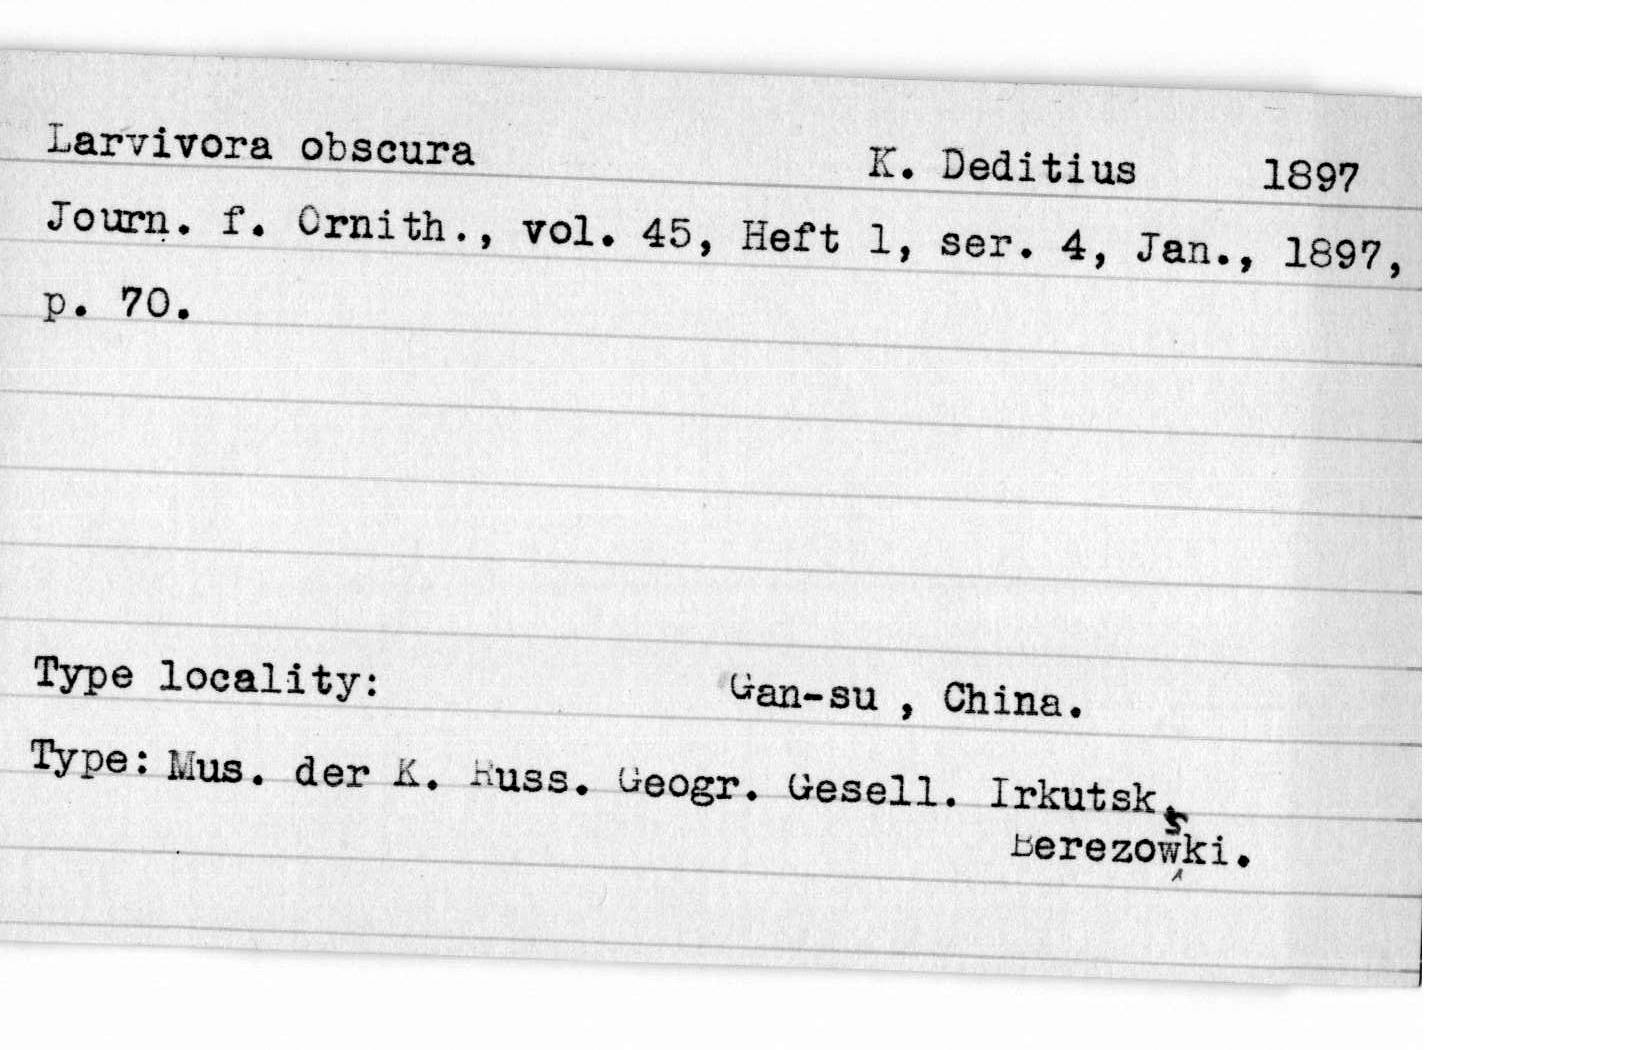 Larvivora obscura K. Deditius 1897
Journ. f. Ornith., vol. 45, Heft 1, ser. 4, Jan., 1897,
p. 70.
Type locality: Gan-su , China.
Type: Mus. der K. Russ. Geogr. Gesell. Irkutsk,
Berezowski.